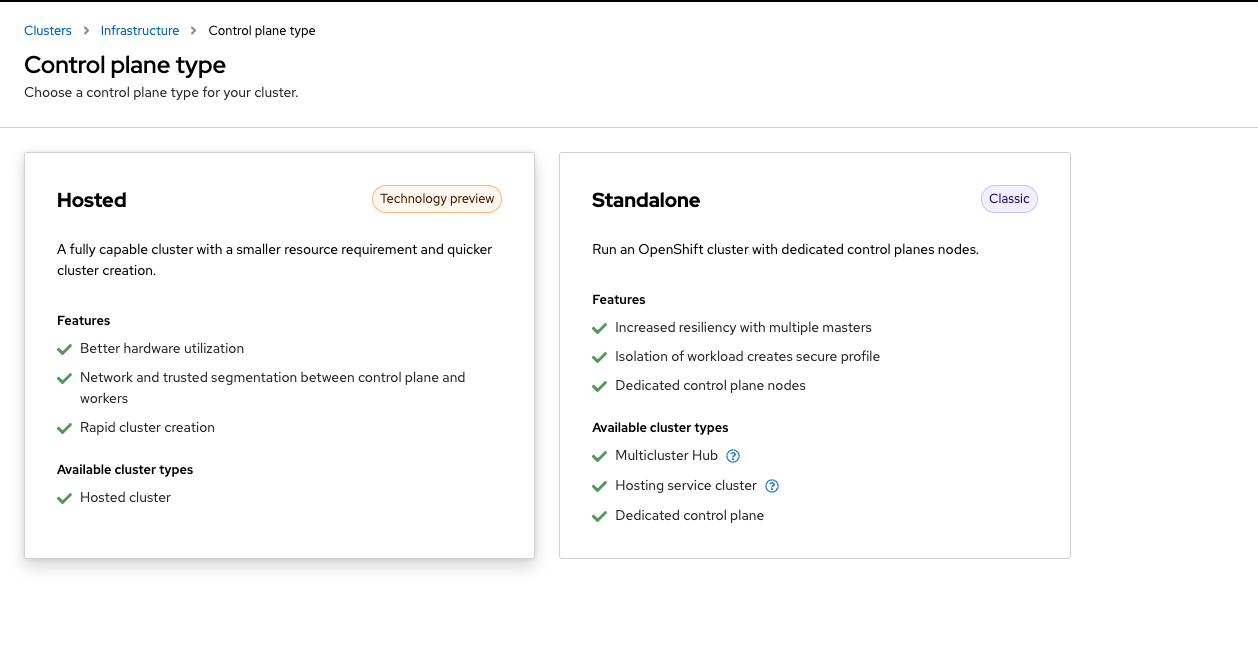 Clusters > Infrastructure > Control plane type
Control plane type
Choose a control plane type for your cluster.
Hosted
Technology preview
A fully capable cluster with a smaller resource requirement and quicker
cluster creation.
Features
Better hardware utilization
Network and trusted segmentation between control plane and
workers
Rapid cluster creation
Available cluster types
Hosted cluster
Standalone
Classic
Run an OpenShift cluster with dedicated control planes nodes.
Features
Increased resiliency with multiple masters
Isolation of workload creates secure profile
Dedicated control plane nodes
Available cluster types
Multicluster Hub
Hosting service cluster
Dedicated control plane